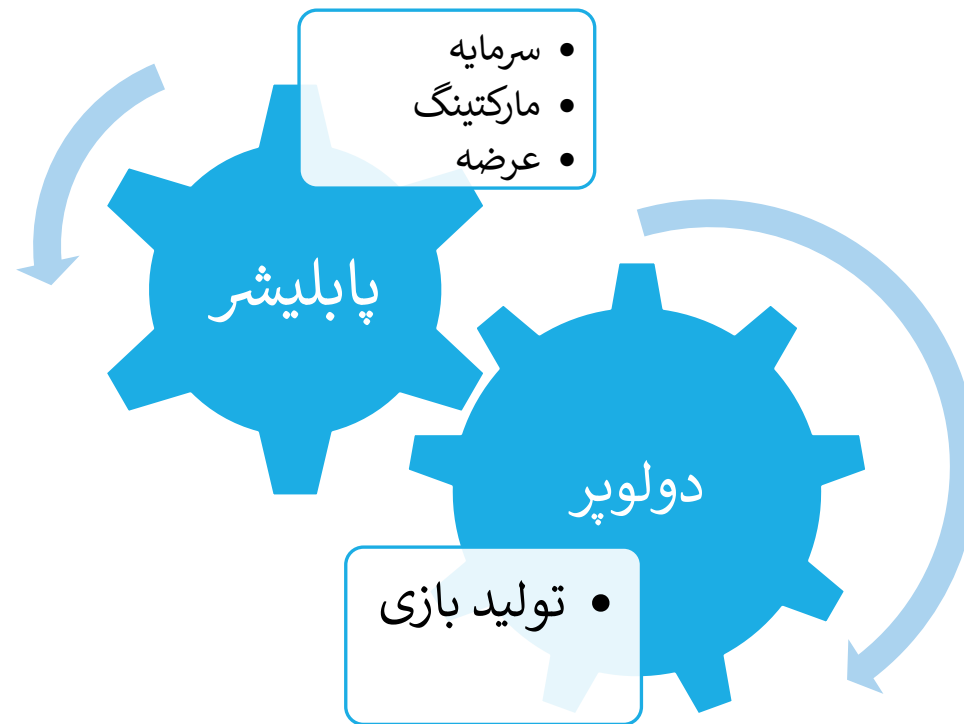 • سرمایه
• مارکتینگ
• عرضه
پابلیشر
دولوپر
• تولید بازی